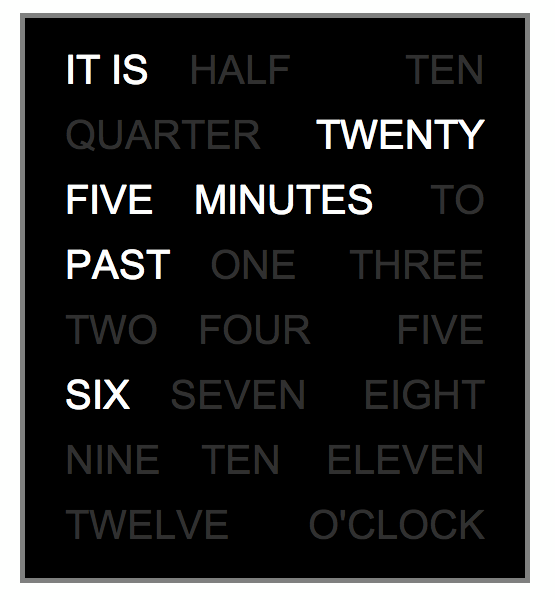 IT IS HALF TEN
QUARTER TWENTY
FIVE MINUTES TO
PAST ONE THREE
TWO FOUR FIVE
SIX SEVEN EIGHT
NINE TEN ELEVEN
TWELVE O'CLOCK